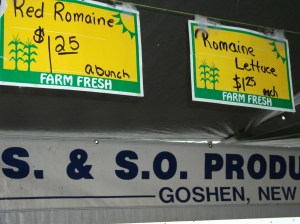 Red Romaine
$1.25
a bunch
FARM FRESH
Romaine
Lettuce
$1.25 each
FARM FRESH
S. & S.O. PRODU
GOSHEN, NEW